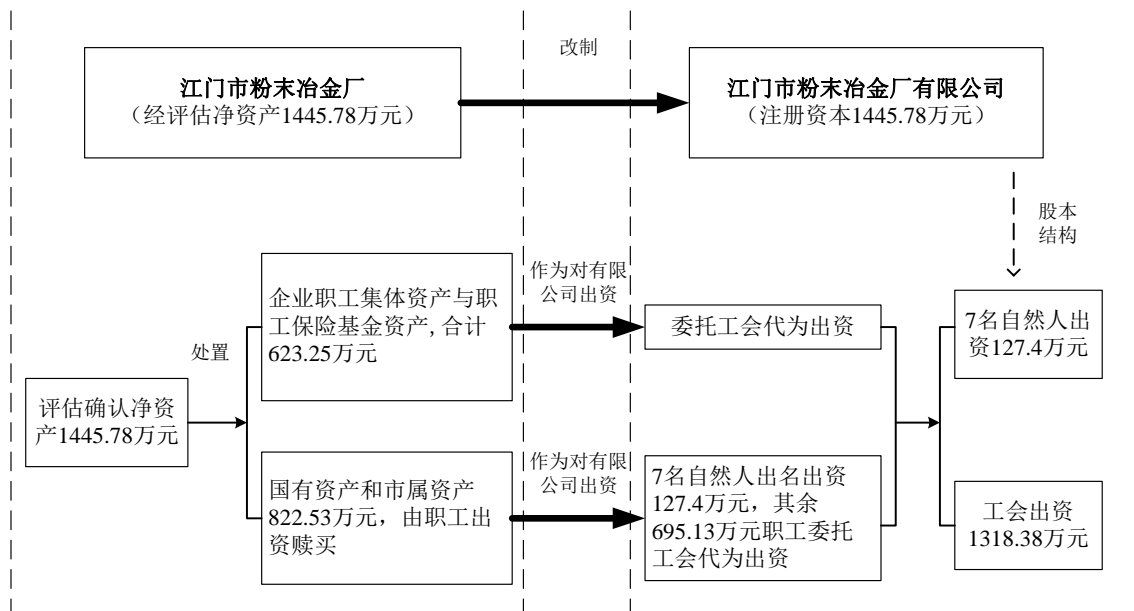 改制
江门市粉末冶金厂
（经评估净资产1445.78万元）
江门市粉末冶金厂有限公司
（注册资本1445.78万元）
股本
结构
企业职工集体资产与职
工保险基金资产,合计
623.25万元
作为对有限
公司出资
委托工会代为出资
7名自然人出
资127.4万元
处置
评估确认净资
产1445.78万元
国有资产和市属资产
822.53万元，由职工出
资赎买
作为对有限
公司出资
7名自然人出名出资
127.4万元，其余
695.13万元职工委托
工会代为出资
工会出资
1318.38万元